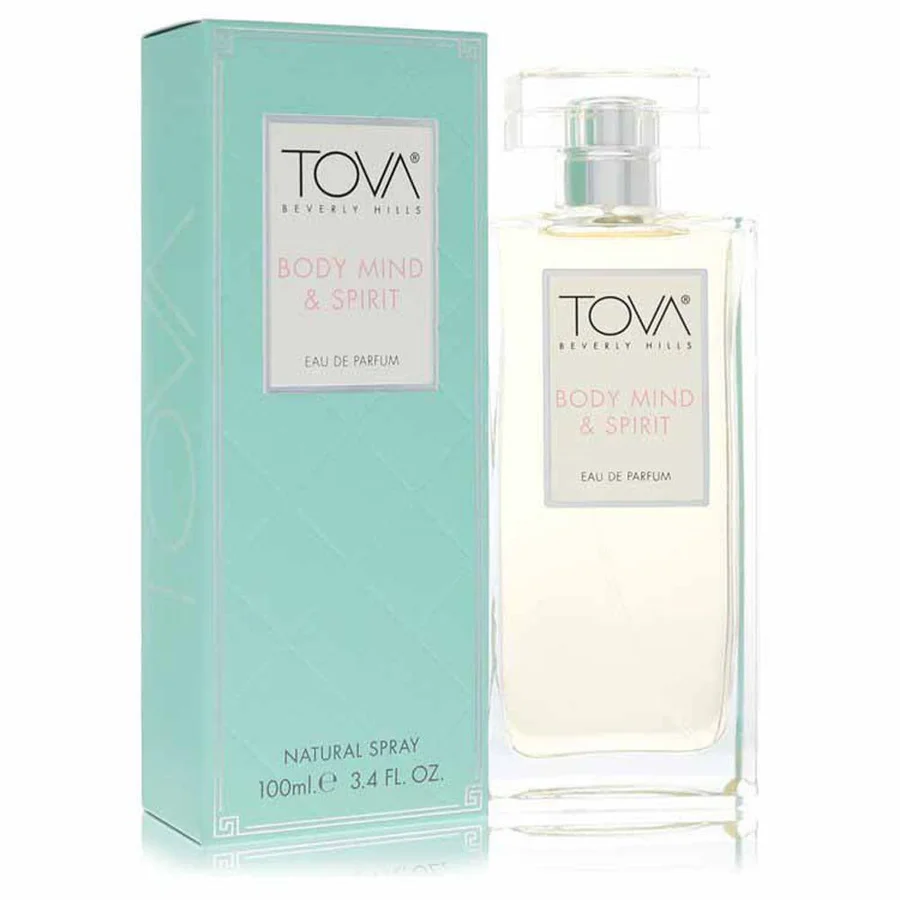 TOVA®
BEVERLY HILLS
BODY MIND
& SPIRIT
EAU DE PARFUM
NATURAL SPRAY
100ml.℮ 3.4 FL. OZ.
TOVA
TOVA®
BEVERLY HILLS
BODY MIND
& SPIRIT
EAU DE PARFUM